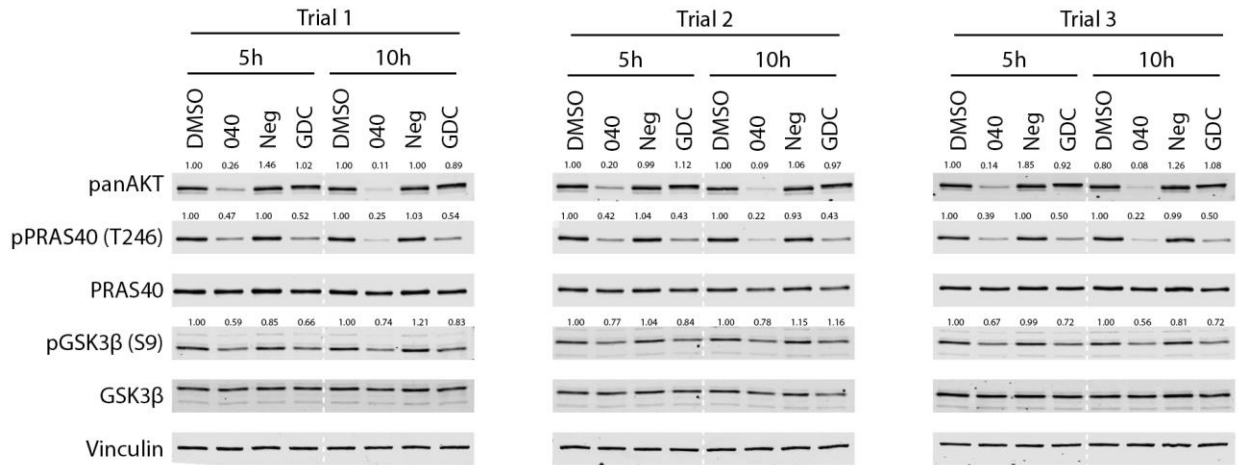 Trial 1 Trial 2 Trial 3
5h 10h 5h 10h 5h 10h
DMSO 040 Neg GDC DMSO 040 Neg GDC DMSO 040 Neg GDC DMSO 040 Neg GDC DMSO 040 Neg GDC DMSO 040 Neg GDC
1.00 0.26 1.46 1.02 1.00 0.11 1.00 0.89 1.00 0.20 0.99 1.12 1.00 0.09 1.06 0.97 1.00 0.14 1.85 0.92 0.80 0.08 1.26 1.08
panAKT
1.00 0.47 1.00 0.52 1.00 0.25 1.03 0.54 1.00 0.42 1.04 0.43 1.00 0.22 0.93 0.43 1.00 0.39 1.00 0.50 1.00 0.22 0.99 0.50
pPRAS40 (T246)
PRAS40
1.00 0.59 0.85 0.66 1.00 0.74 1.21 0.83 1.00 0.77 1.04 0.84 1.00 0.78 1.15 1.16 1.00 0.67 0.99 0.72 1.00 0.56 0.81 0.72
pGSK3β (S9)
GSK3β
Vinculin